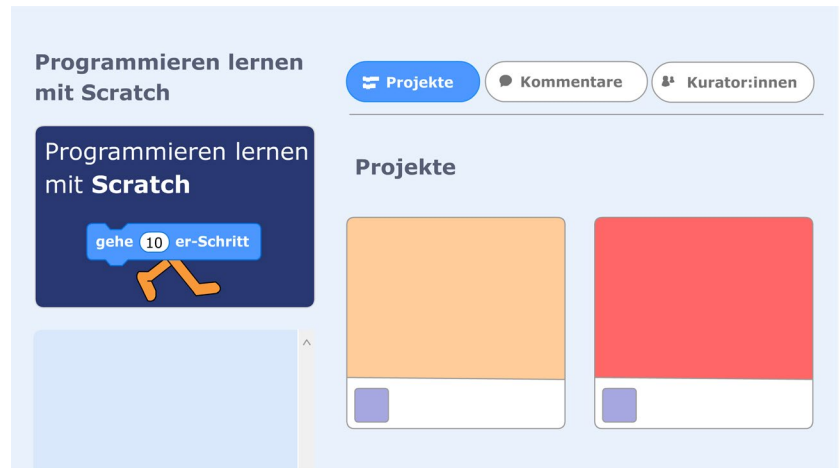 Programmieren lernen
mit Scratch
Projekte
Kommentare
Kurator:innen
Programmieren lernen
mit Scratch
gehe 10 er-Schritt
Projekte